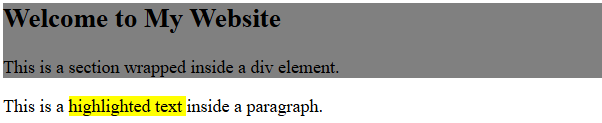 Welcome to My Website
This is a section wrapped inside a div element.
This is a highlighted text inside a paragraph.